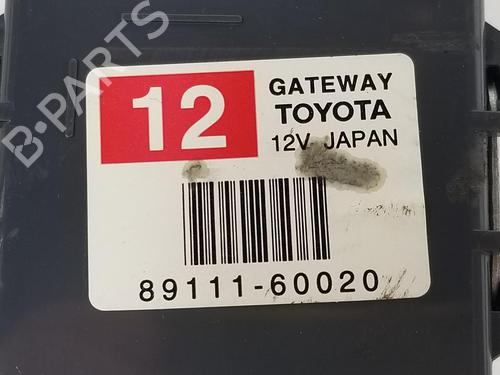 B-PARTS
12
GATEWAY
TOYOTA
12V JAPAN
89111-60020